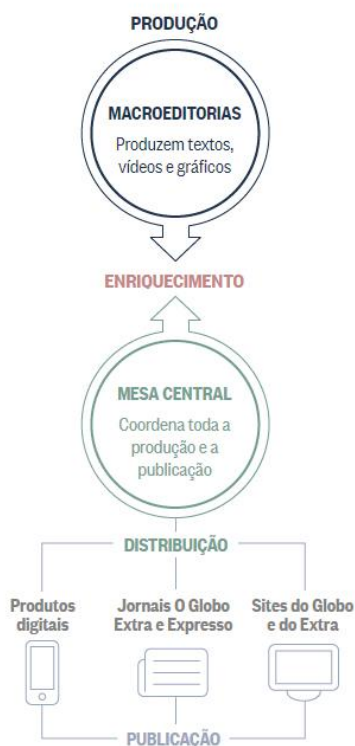 PRODUÇÃO
MACROEDITORIAS
Produzem textos,
vídeos e gráficos
ENRIQUECIMENTO
MESA CENTRAL
Coordena toda a
produção e a
publicação
DISTRIBUIÇÃO
Produtos
digitais
Jornais O Globo
Extra e Expresso
Sites do Globo
e do Extra
PUBLICAÇÃO